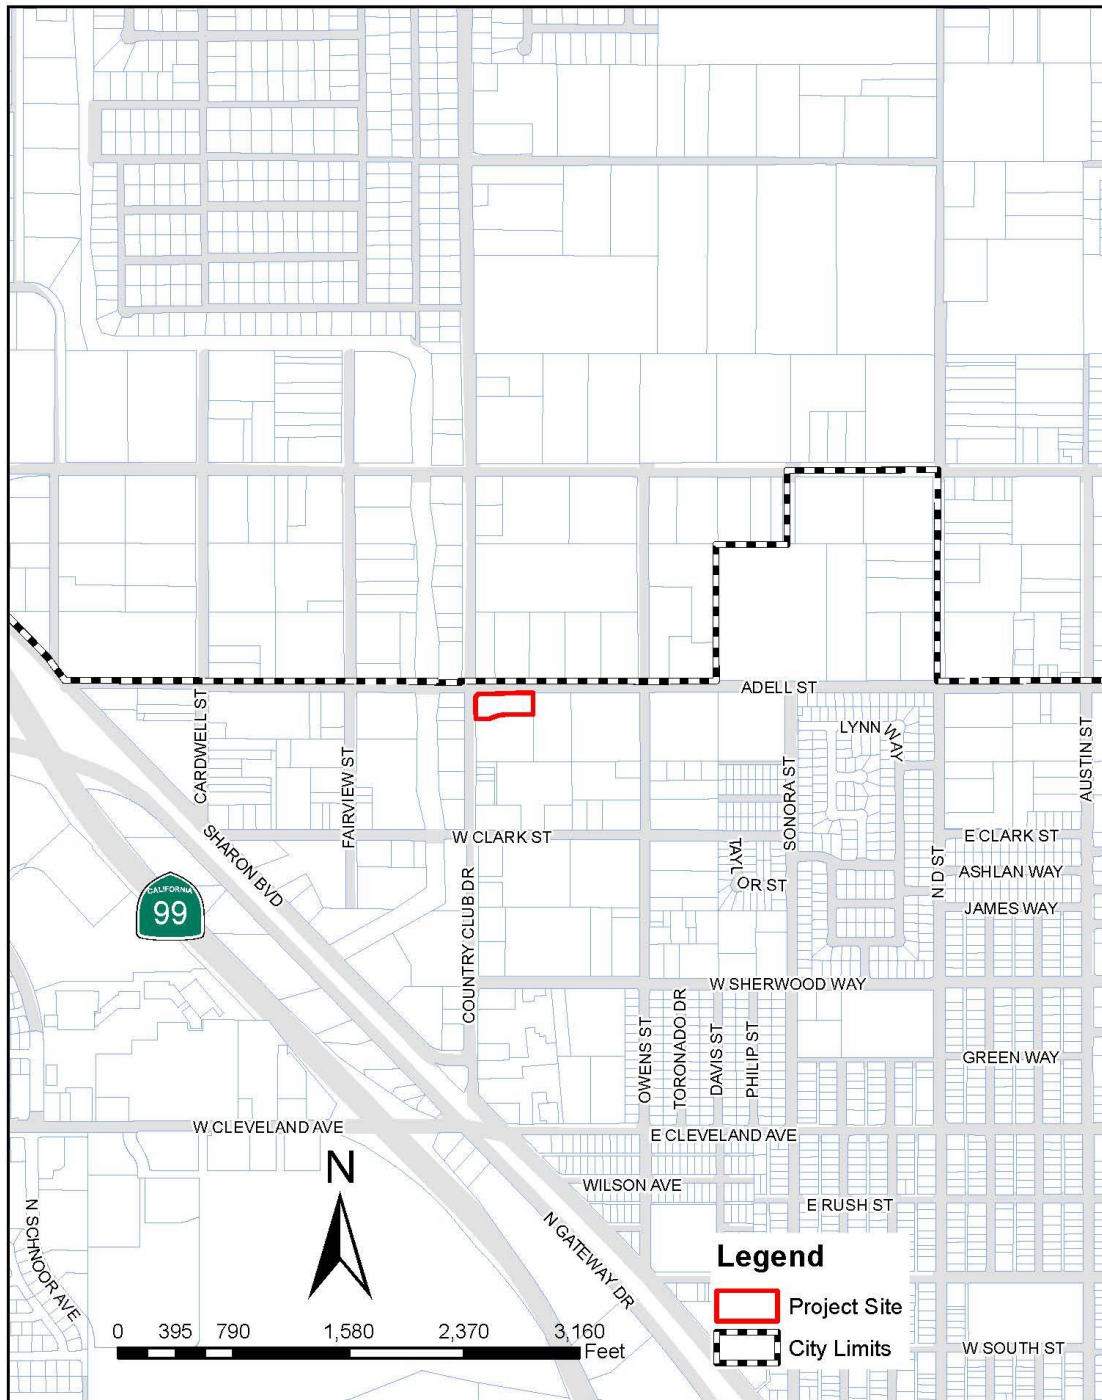 ADELL ST
LYNN WAY
CARDWELL ST
FAIRVIEW ST
SONORA ST
AUSTIN ST
SHARON BVD
W CLARK ST
E CLARK ST
TAYLOR ST
N D ST
ASHLAN WAY
JAMES WAY
CALIFORNIA
99
COUNTRY CLUB DR
W SHERWOOD WAY
OWENS ST
TORONADO DR
DAVIS ST
PHILIP ST
GREEN WAY
W CLEVELAND AVE
E CLEVELAND AVE
N
WILSON AVE
E RUSH ST
N SCHNOOR AVE
N GATEWAY DR
Legend
Project Site
City Limits
0 395 790 1,580 2,370 3,160
Feet
W SOUTH ST